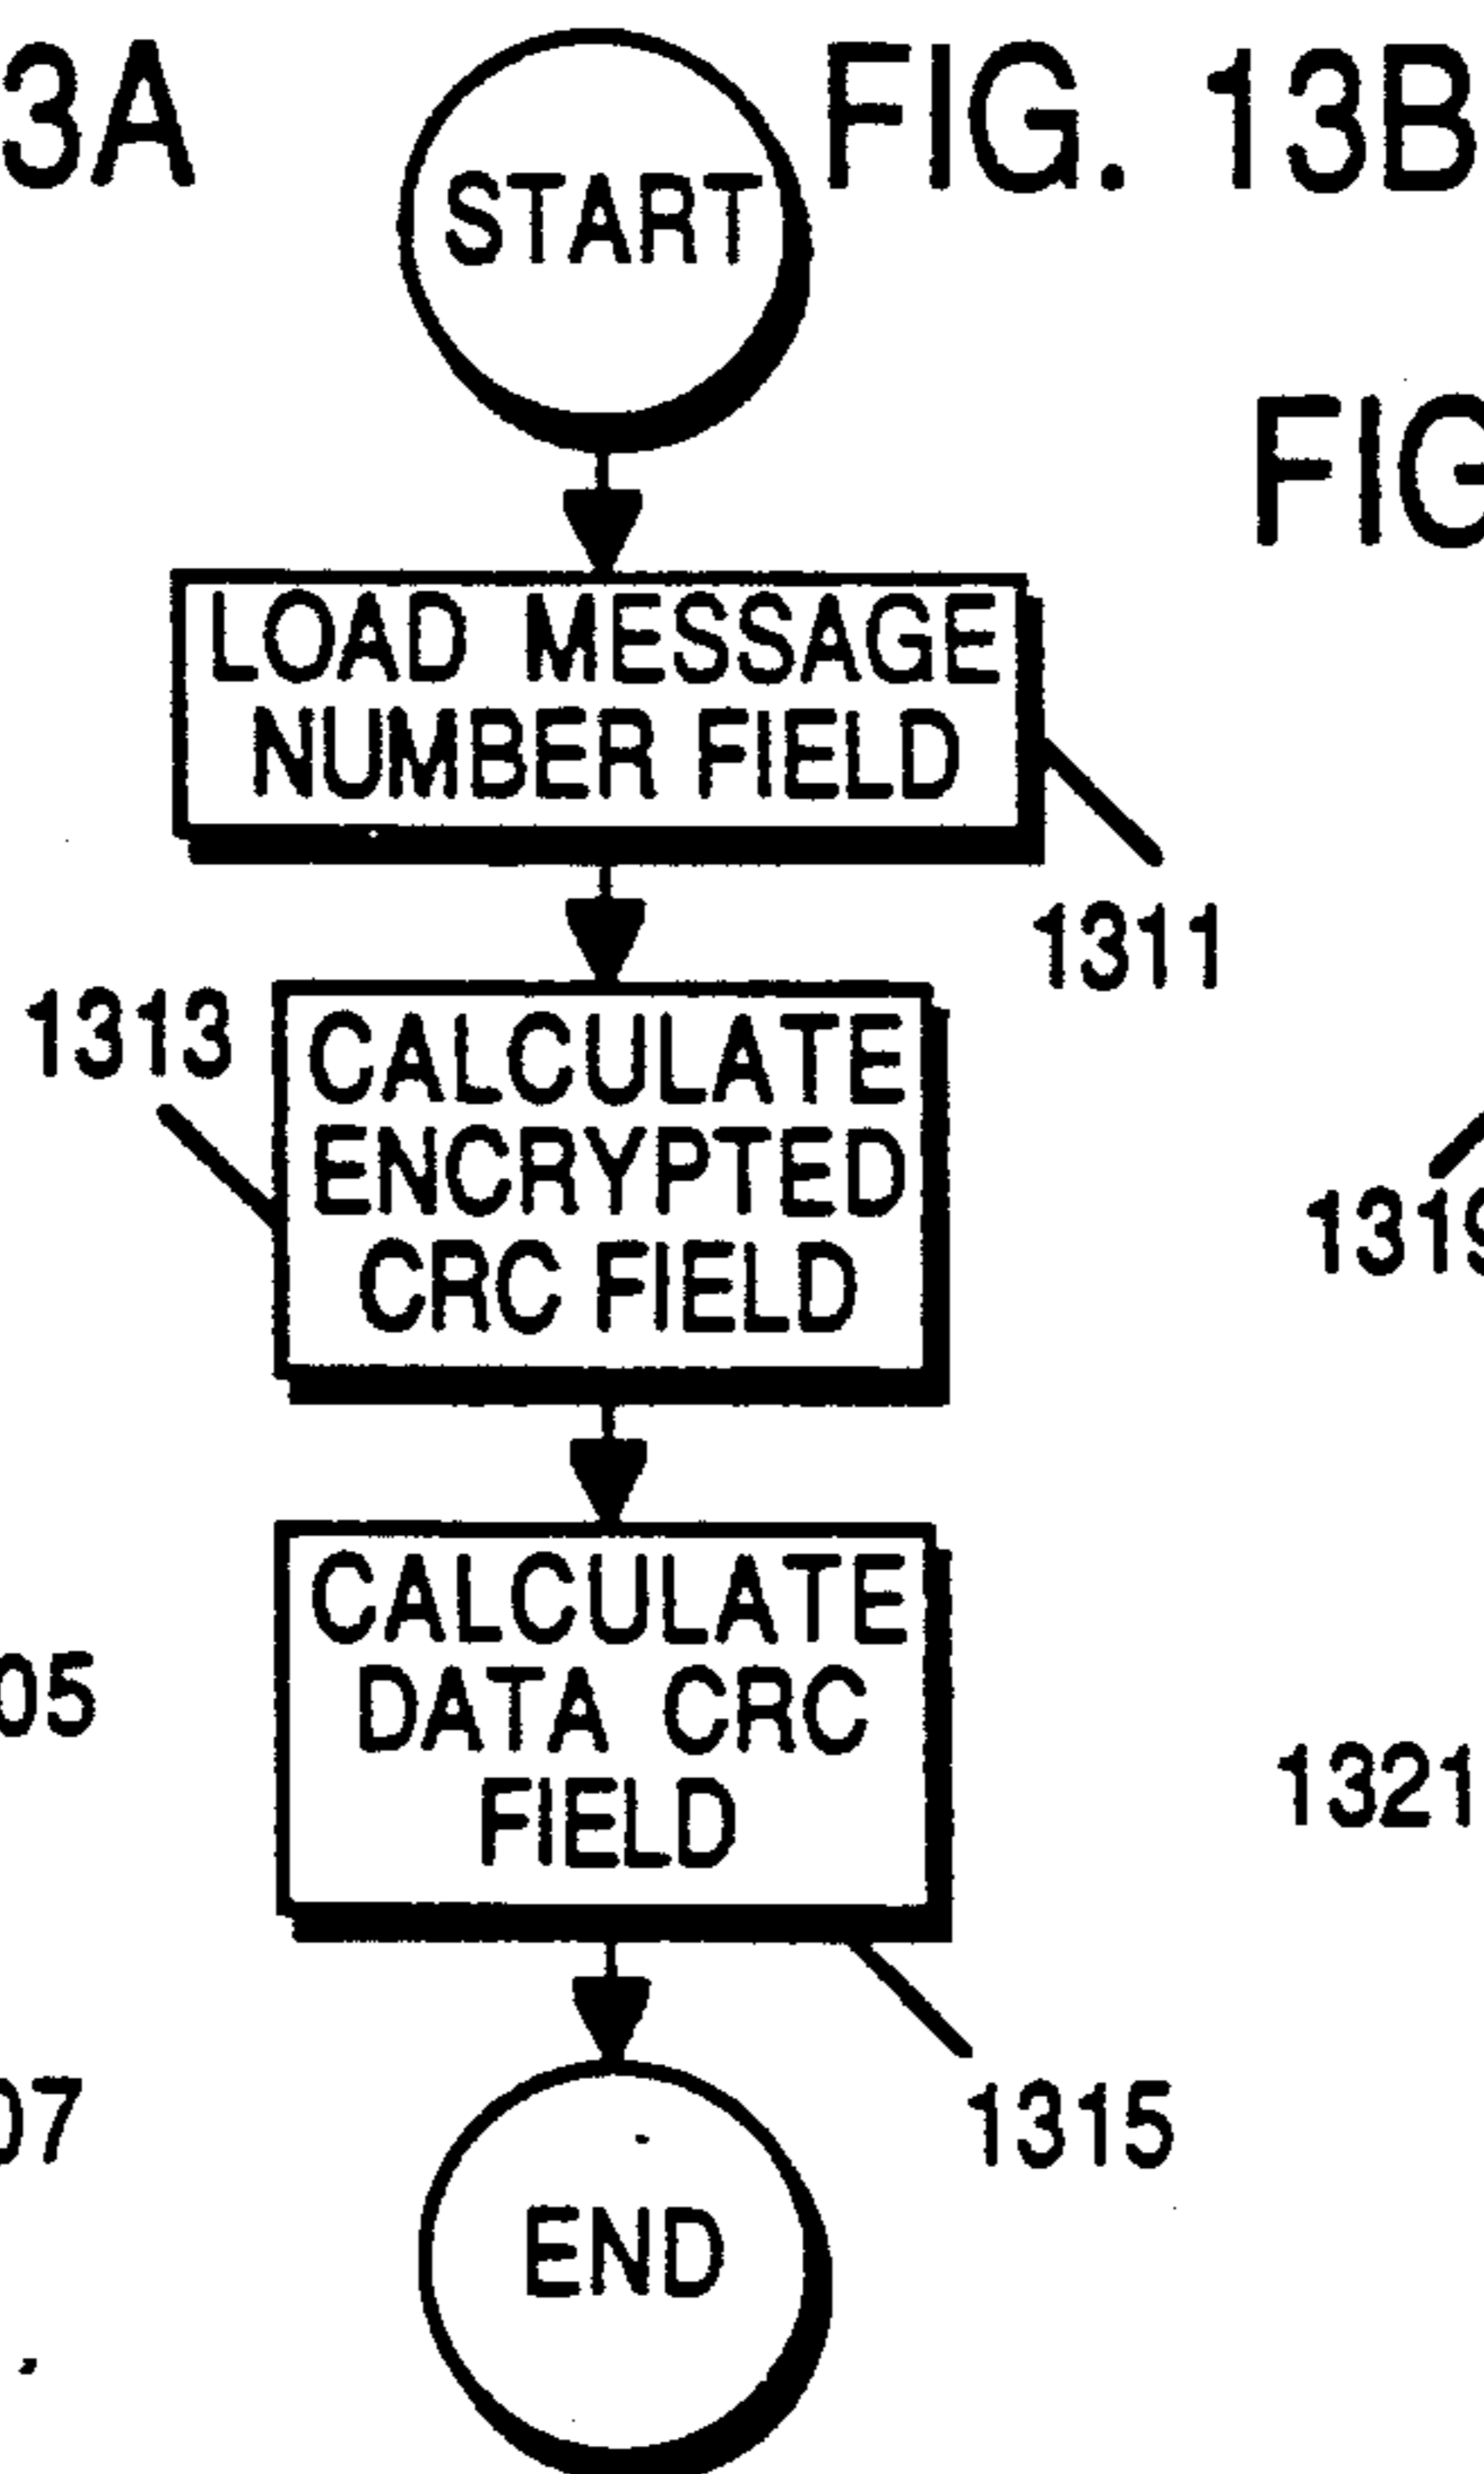 3A
FIG. 13B
START
FIG
LOAD MESSAGE
NUMBER FIELD
1311
1313
CALCULATE
ENCRYPTED
CRC FIELD
1319
CALCULATE
DATA CRC
FIELD
05
1321
07
1315
END